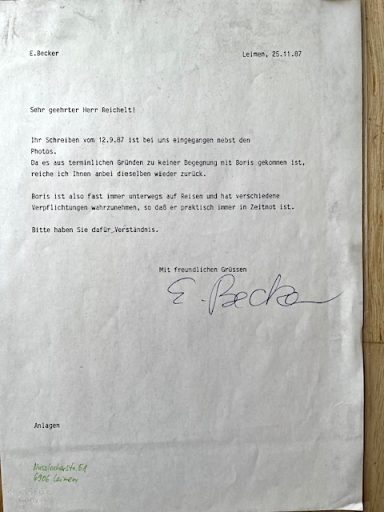 E.Becker
Leimen, 25.11.87
Sehr geehrter Herr Reichelt!
Ihr Schreiben vom 12.9.87 ist bei uns eingegangen nebst den
Photos.
Da es aus terminlichen Gründen zu keiner Begegnung mit Boris gekommen ist,
reiche ich Ihnen anbei dieselben wieder zurück.
Boris ist also fast immer unterwegs auf Reisen und hat verschiedene
Verpflichtungen wahrzunehmen, so daß er praktisch immer in Zeitnot ist.
Bitte haben Sie dafür Verständnis.
Mit freundlichen Grüssen
E. Becker
Anlagen
6906 Leimen